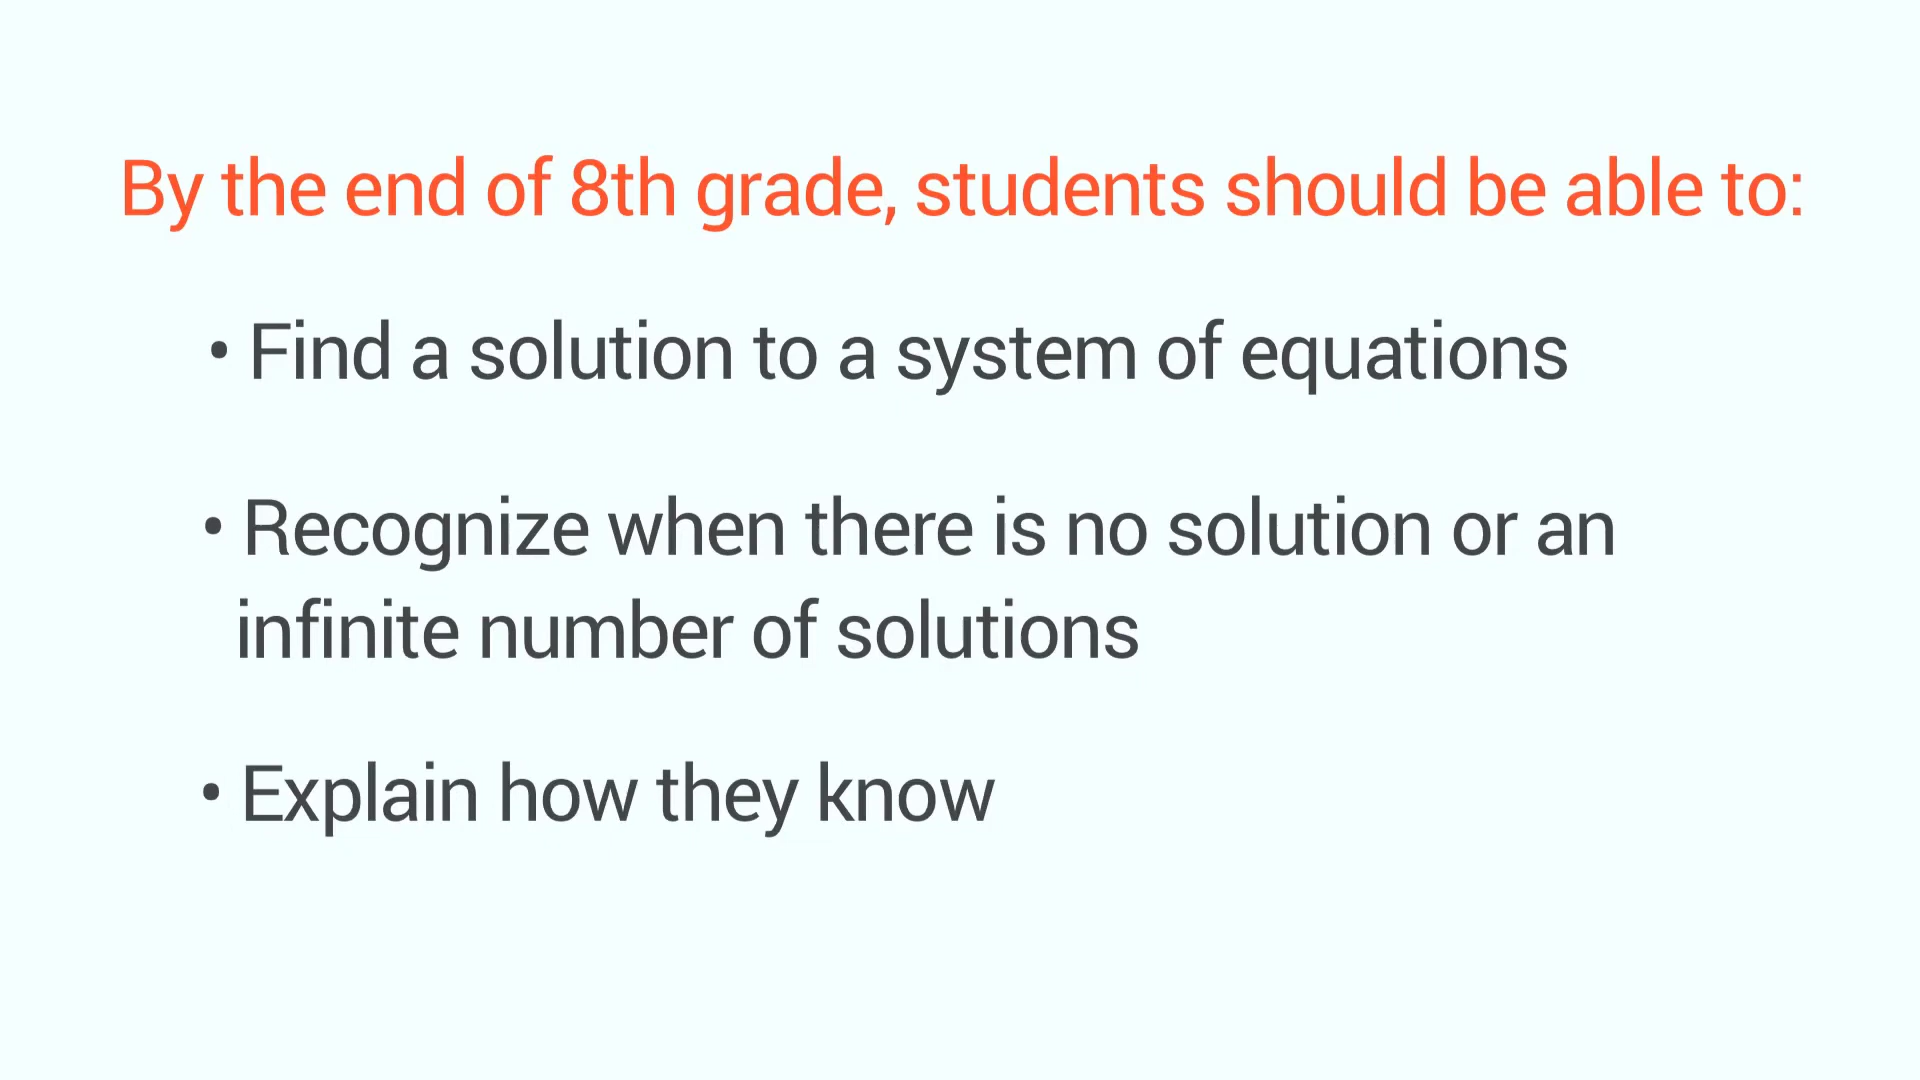 By the end of 8th grade, students should be able to:
• Find a solution to a system of equations
• Recognize when there is no solution or an
infinite number of solutions
• Explain how they know